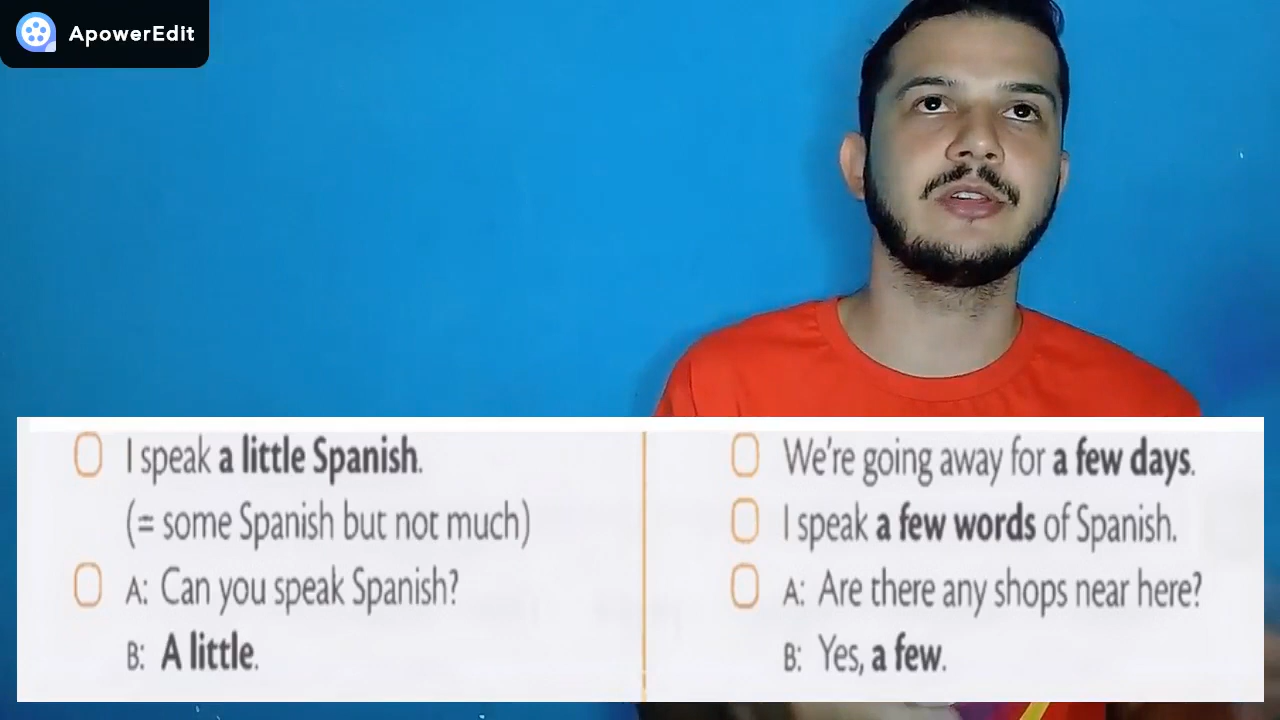 ApowerEdit
I speak a little Spanish.
(= some Spanish but not much)
A: Can you speak Spanish?
B: A little.
We're going away for a few days.
I speak a few words of Spanish.
A: Are there any shops near here?
B: Yes, a few.